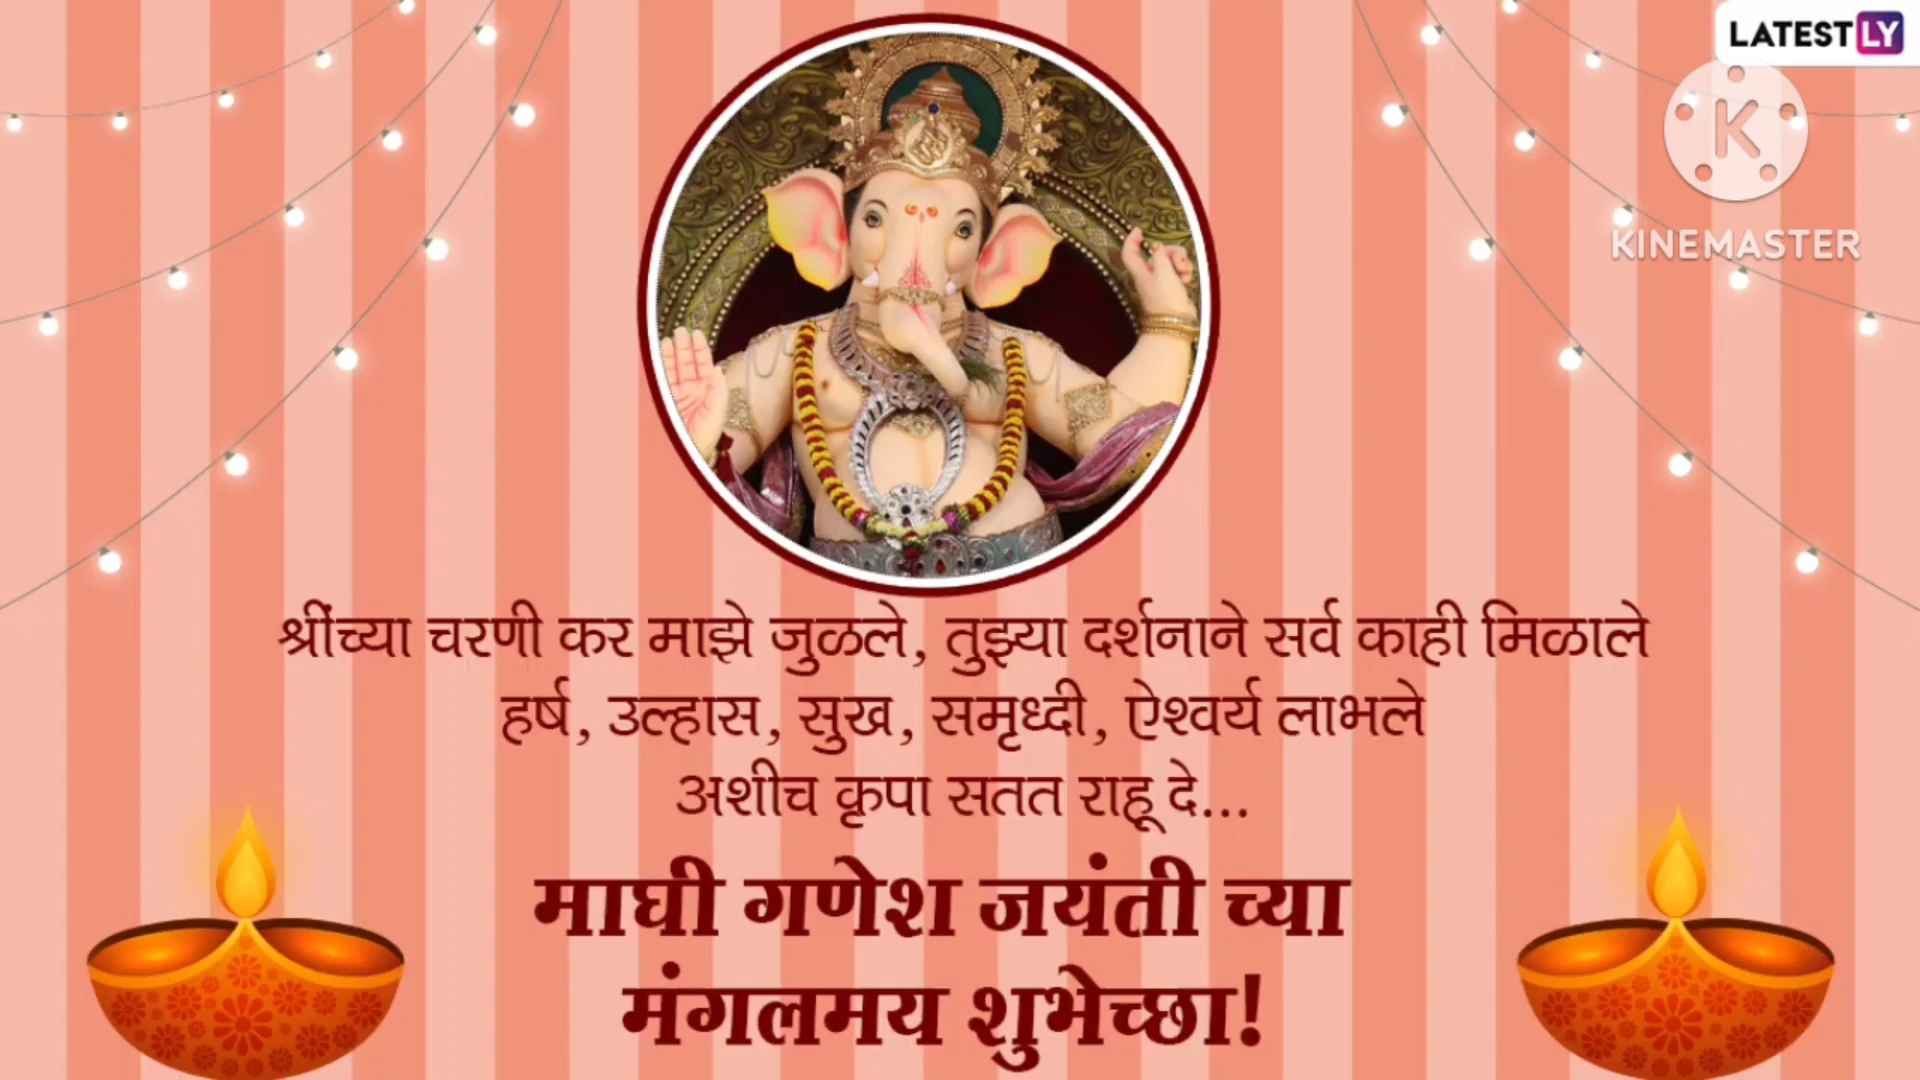 LATESTLY
K
KINEMASTER
श्रींच्या चरणी कर माझे जुळले, तुझ्या दर्शनाने सर्व काही मिळाले
हर्ष, उल्हास, सुख, समृध्दी, ऐश्वर्य लाभले
अशीच कृपा सतत राहू दे...
माघी गणेश जयंती च्या
मंगलमय शुभेच्छा!